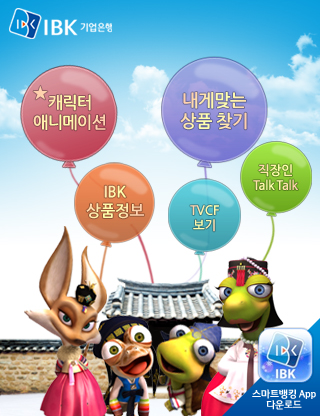 IBK 기업은행
캐릭터
애니메이션
내게맞는
상품 찾기
직장인
Talk Talk
IBK
상품정보
TVCF
보기
IBK
스마트뱅킹 App
다운로드